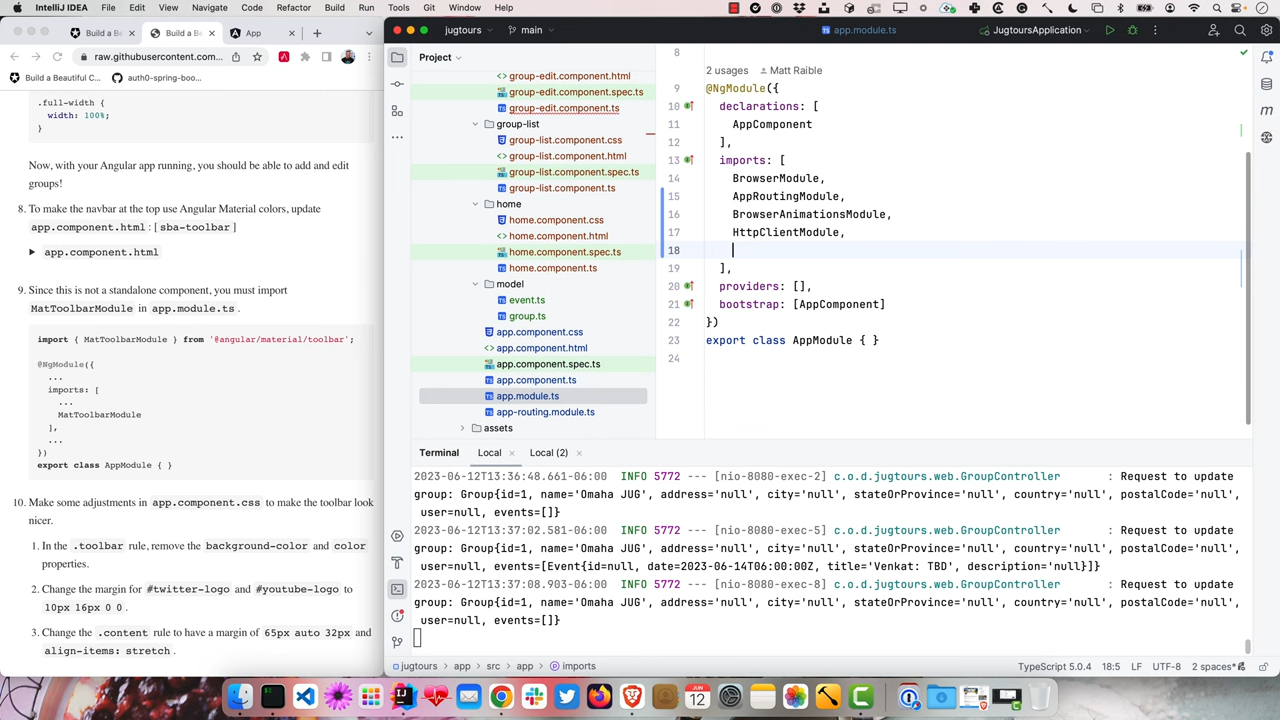 IntelliJ IDEA File Edit View Navigate Code Refactor Build Run Tools Git Window Help
Build a B
Build a B
App
raw.githubusercontent.com...
Build a Beautiful C...
auth0-spring-boo...
.full-width {
width: 100%;
}
Now, with your Angular app running, you should be able to add and edit
groups!
8. To make the navbar at the top use Angular Material colors, update
app.component.html : [ sba-toolbar ]
app.component.html
9. Since this is not a standalone component, you must import
MatToolbarModule in app.module.ts .
import { MatToolbarModule } from '@angular/material/toolbar';
@NgModule({
...
imports: [
...
MatToolbarModule
],
...
})
export class AppModule { }
10. Make some adjustments in app.component.css to make the toolbar look
nicer.
1. In the .toolbar rule, remove the background-color and color
properties.
2. Change the margin for #twitter-logo and #youtube-logo to
10px 16px 0 0 .
3. Change the .content rule to have a margin of 65px auto 32px and
align-items: stretch .
jugtours
main
app.module.ts
JugtoursApplication
Project
group-edit.component.html
group-edit.component.spec.ts
group-edit.component.ts
group-list
group-list.component.css
group-list.component.html
group-list.component.spec.ts
group-list.component.ts
home
home.component.css
home.component.html
home.component.spec.ts
home.component.ts
model
event.ts
group.ts
app.component.css
app.component.html
app.component.spec.ts
app.component.ts
app.module.ts
app-routing.module.ts
assets
8
2 usages Matt Raible
9 @NgModule({
10 declarations: [
11 AppComponent
12 ],
13 imports: [
14 BrowserModule,
15 AppRoutingModule,
16 BrowserAnimationsModule,
17 HttpClientModule,
18
19 ],
20 providers: [],
21 bootstrap: [AppComponent]
22 })
23 export class AppModule { }
24
Terminal Local Local (2)
2023-06-12T13:36:48.661-06:00 INFO 5772 --- [nio-8080-exec-2] c.o.d.jugtours.web.GroupController : Request to update
group: Group{id=1, name='Omaha JUG', address='null', city='null', stateOrProvince='null', country='null', postalCode='null',
user=null, events=[]}
2023-06-12T13:37:02.581-06:00 INFO 5772 --- [nio-8080-exec-5] c.o.d.jugtours.web.GroupController : Request to update
group: Group{id=1, name='Omaha JUG', address='null', city='null', stateOrProvince='null', country='null', postalCode='null',
user=null, events=[Event{id=null, date=2023-06-14T06:00:00Z, title='Venkat: TBD', description='null'}]}
2023-06-12T13:37:08.903-06:00 INFO 5772 --- [nio-8080-exec-8] c.o.d.jugtours.web.GroupController : Request to update
group: Group{id=1, name='Omaha JUG', address='null', city='null', stateOrProvince='null', country='null', postalCode='null',
user=null, events=[]}
jugtours app src app imports
TypeScript 5.0.4 18:5 LF UTF-8 2 spaces
JUN
12